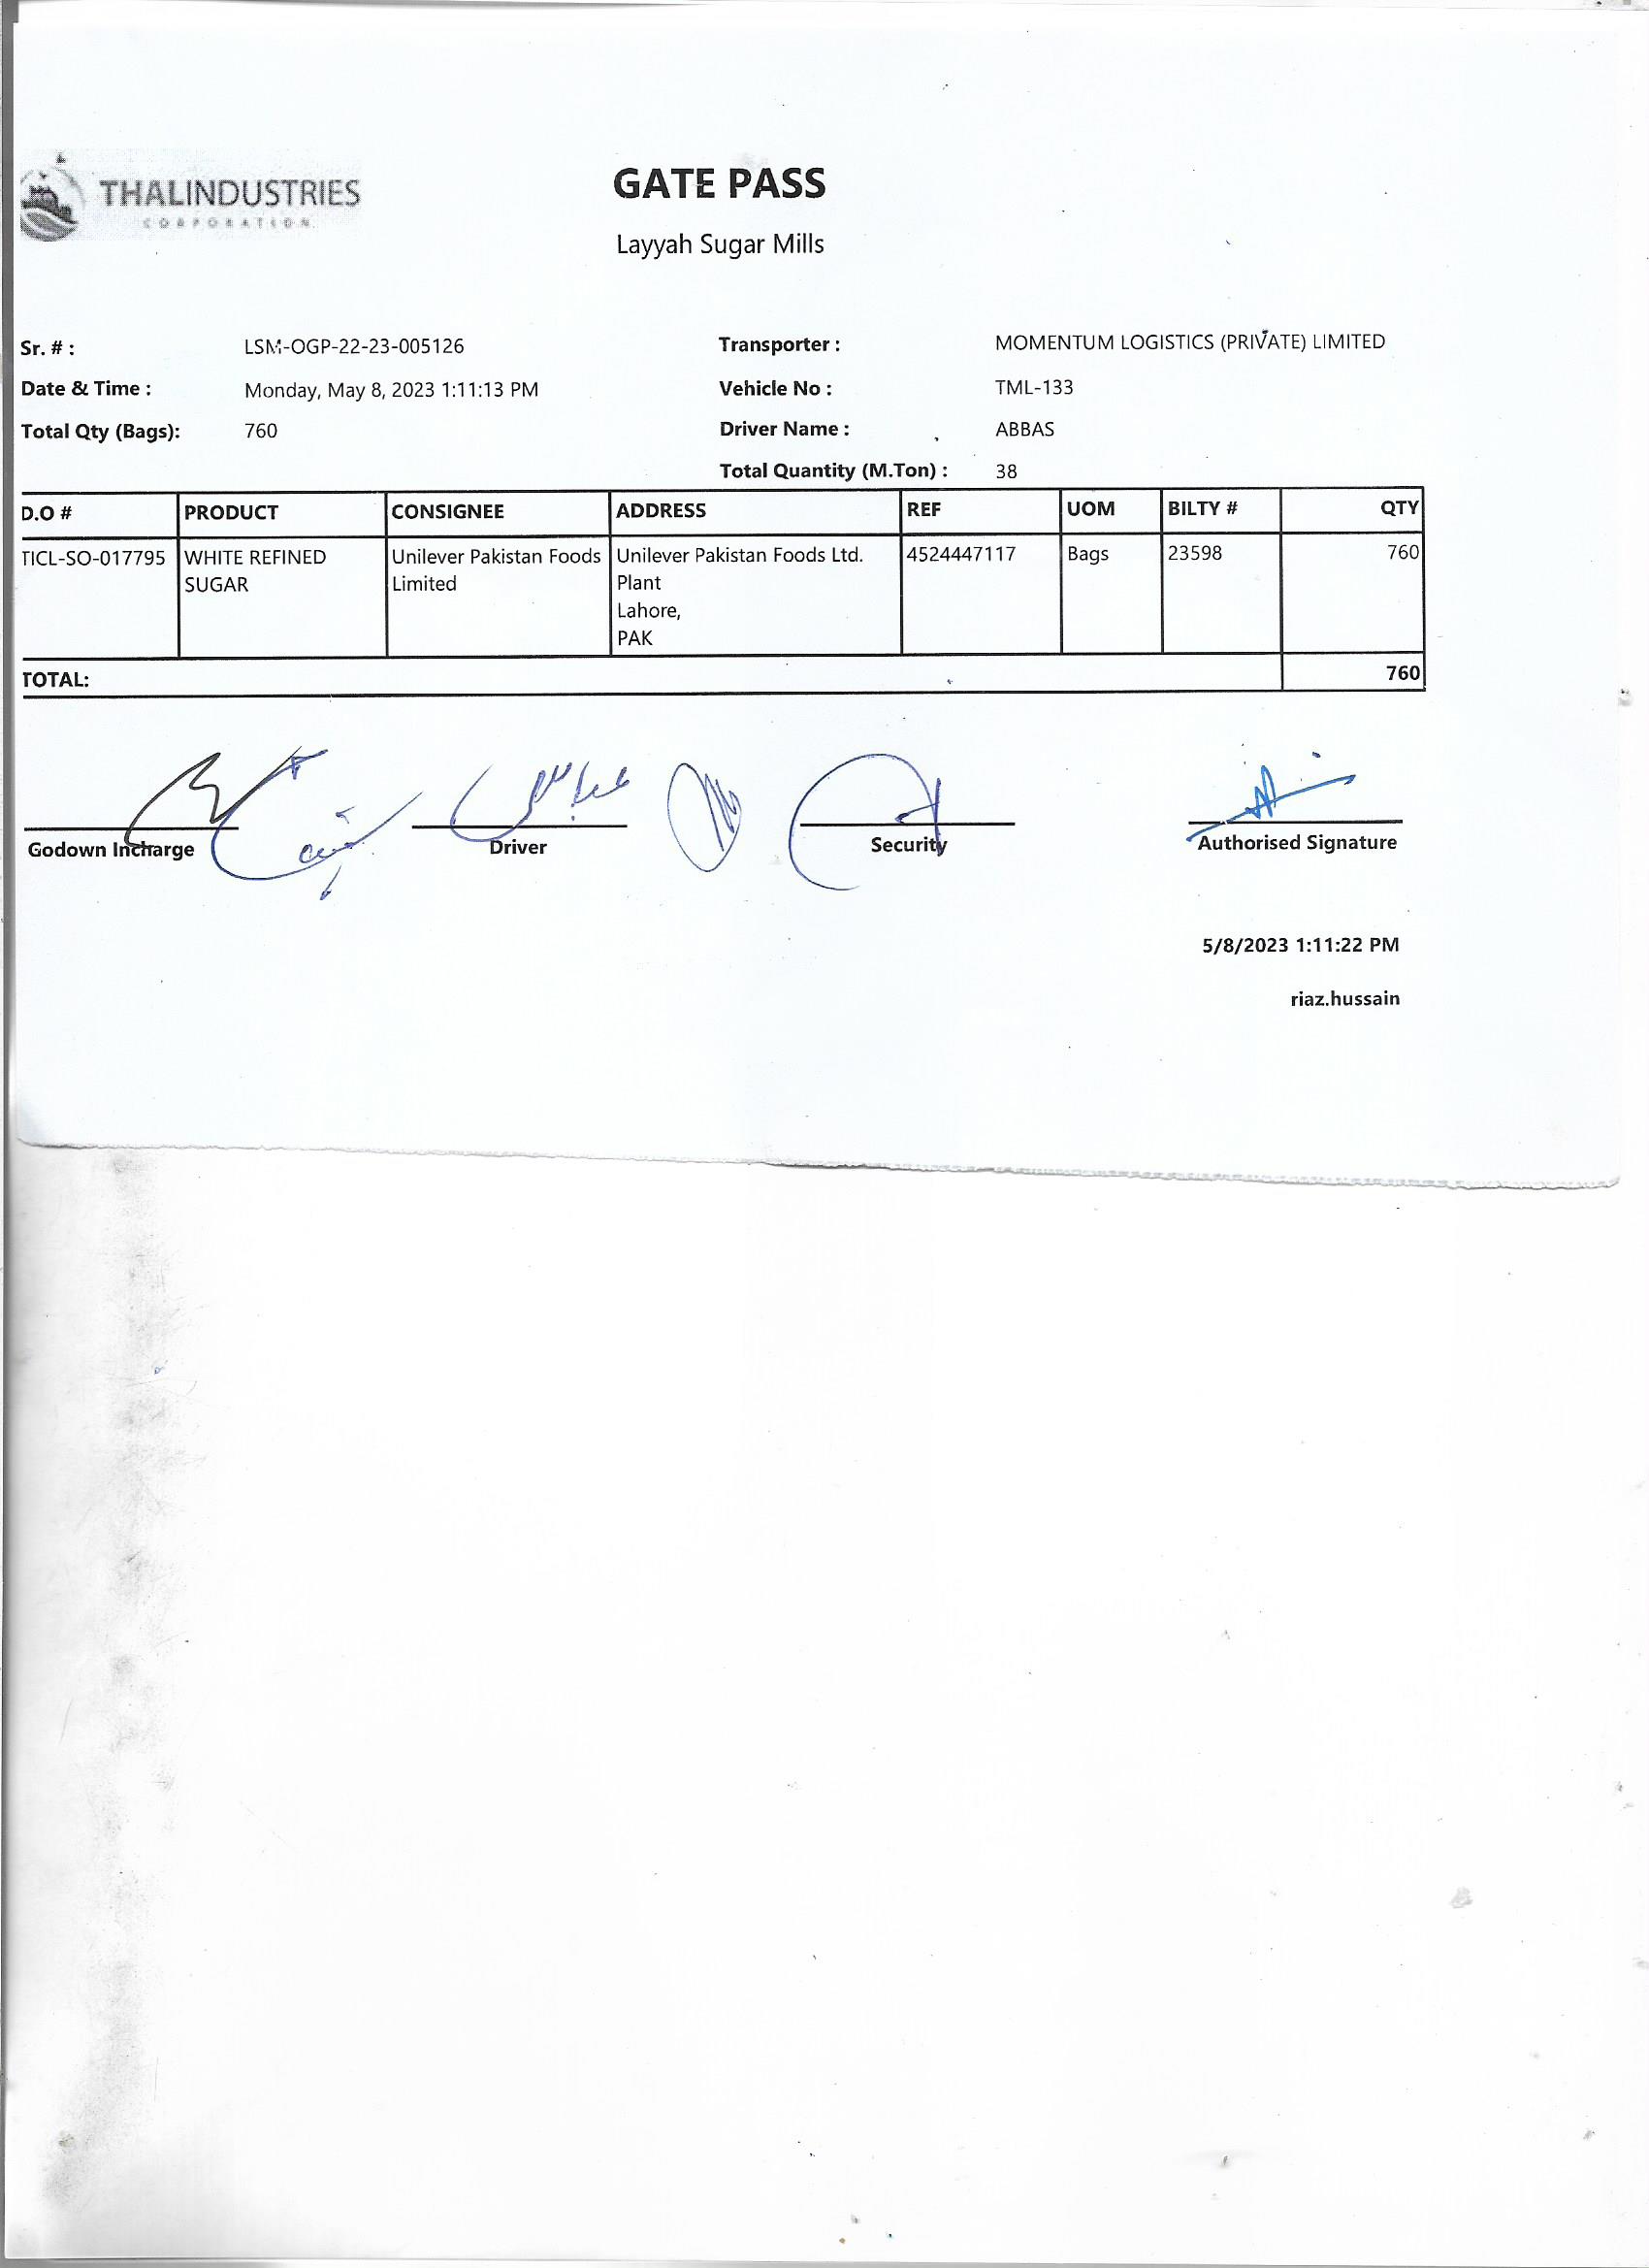 THALINDUSTRIES
CORPORATION
GATE PASS
Layyah Sugar Mills
Sr. # : LSM-OGP-22-23-005126 Transporter : MOMENTUM LOGISTICS (PRIVATE) LIMITED
Date & Time : Monday, May 8, 2023 1:11:13 PM Vehicle No : TML-133
Total Qty (Bags): 760 Driver Name : ABBAS
Total Quantity (M.Ton) : 38
D.O # PRODUCT CONSIGNEE ADDRESS REF UOM BILTY # QTY
TICL-SO-017795 WHITE REFINED Unilever Pakistan Foods Unilever Pakistan Foods Ltd. 4524447117 Bags 23598 760
SUGAR Limited Plant
Lahore,
PAK
TOTAL: 760
عباس
Godown Incharge Driver Security Authorised Signature
5/8/2023 1:11:22 PM
riaz.hussain